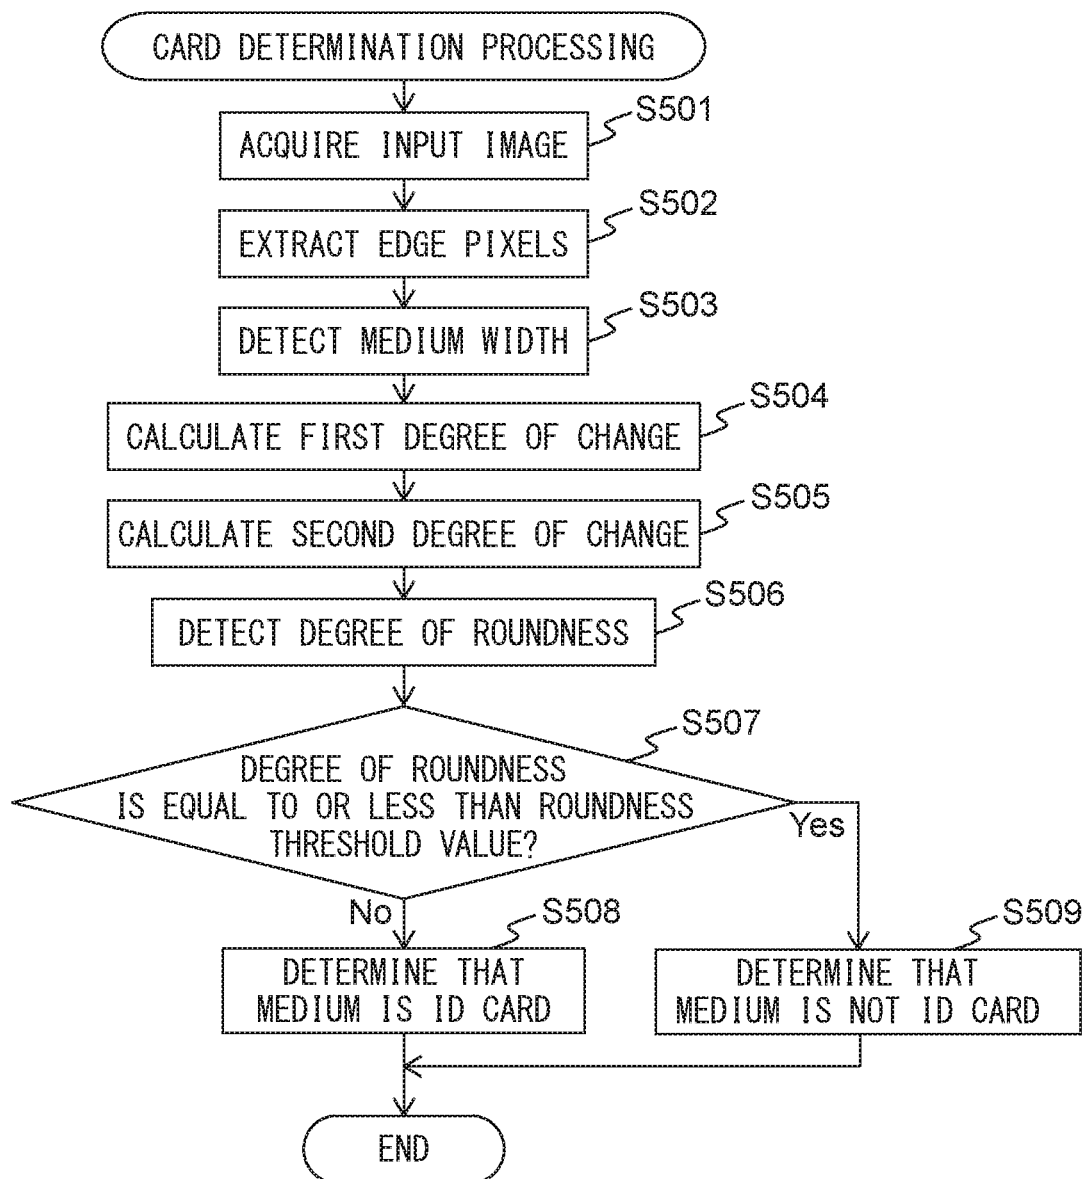 CARD DETERMINATION PROCESSING
S501
ACQUIRE INPUT IMAGE
S502
EXTRACT EDGE PIXELS
S503
DETECT MEDIUM WIDTH
S504
CALCULATE FIRST DEGREE OF CHANGE
S505
CALCULATE SECOND DEGREE OF CHANGE
S506
DETECT DEGREE OF ROUNDNESS
S507
DEGREE OF ROUNDNESS
IS EQUAL TO OR LESS THAN ROUNDNESS
THRESHOLD VALUE?
Yes
No
S508
DETERMINE THAT
MEDIUM IS ID CARD
S509
DETERMINE THAT
MEDIUM IS NOT ID CARD
END